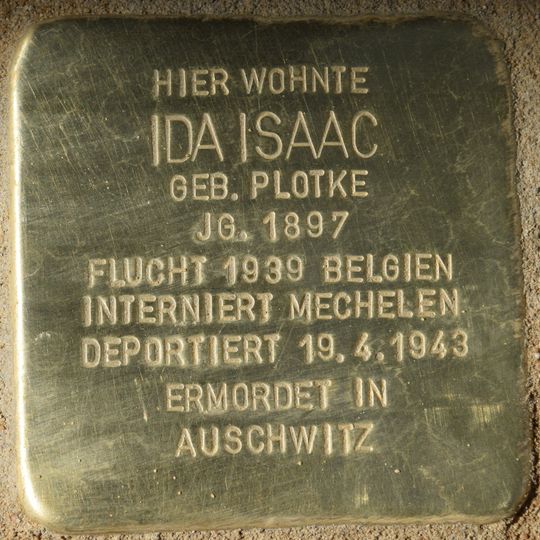 HIER WOHNTE
IDA ISAAC
GEB. PLOTKE
JG. 1897
FLUCHT 1939 BELGIEN
INTERNIERT MECHELEN
DEPORTIERT 19.4.1943
ERMORDET IN
AUSCHWITZ